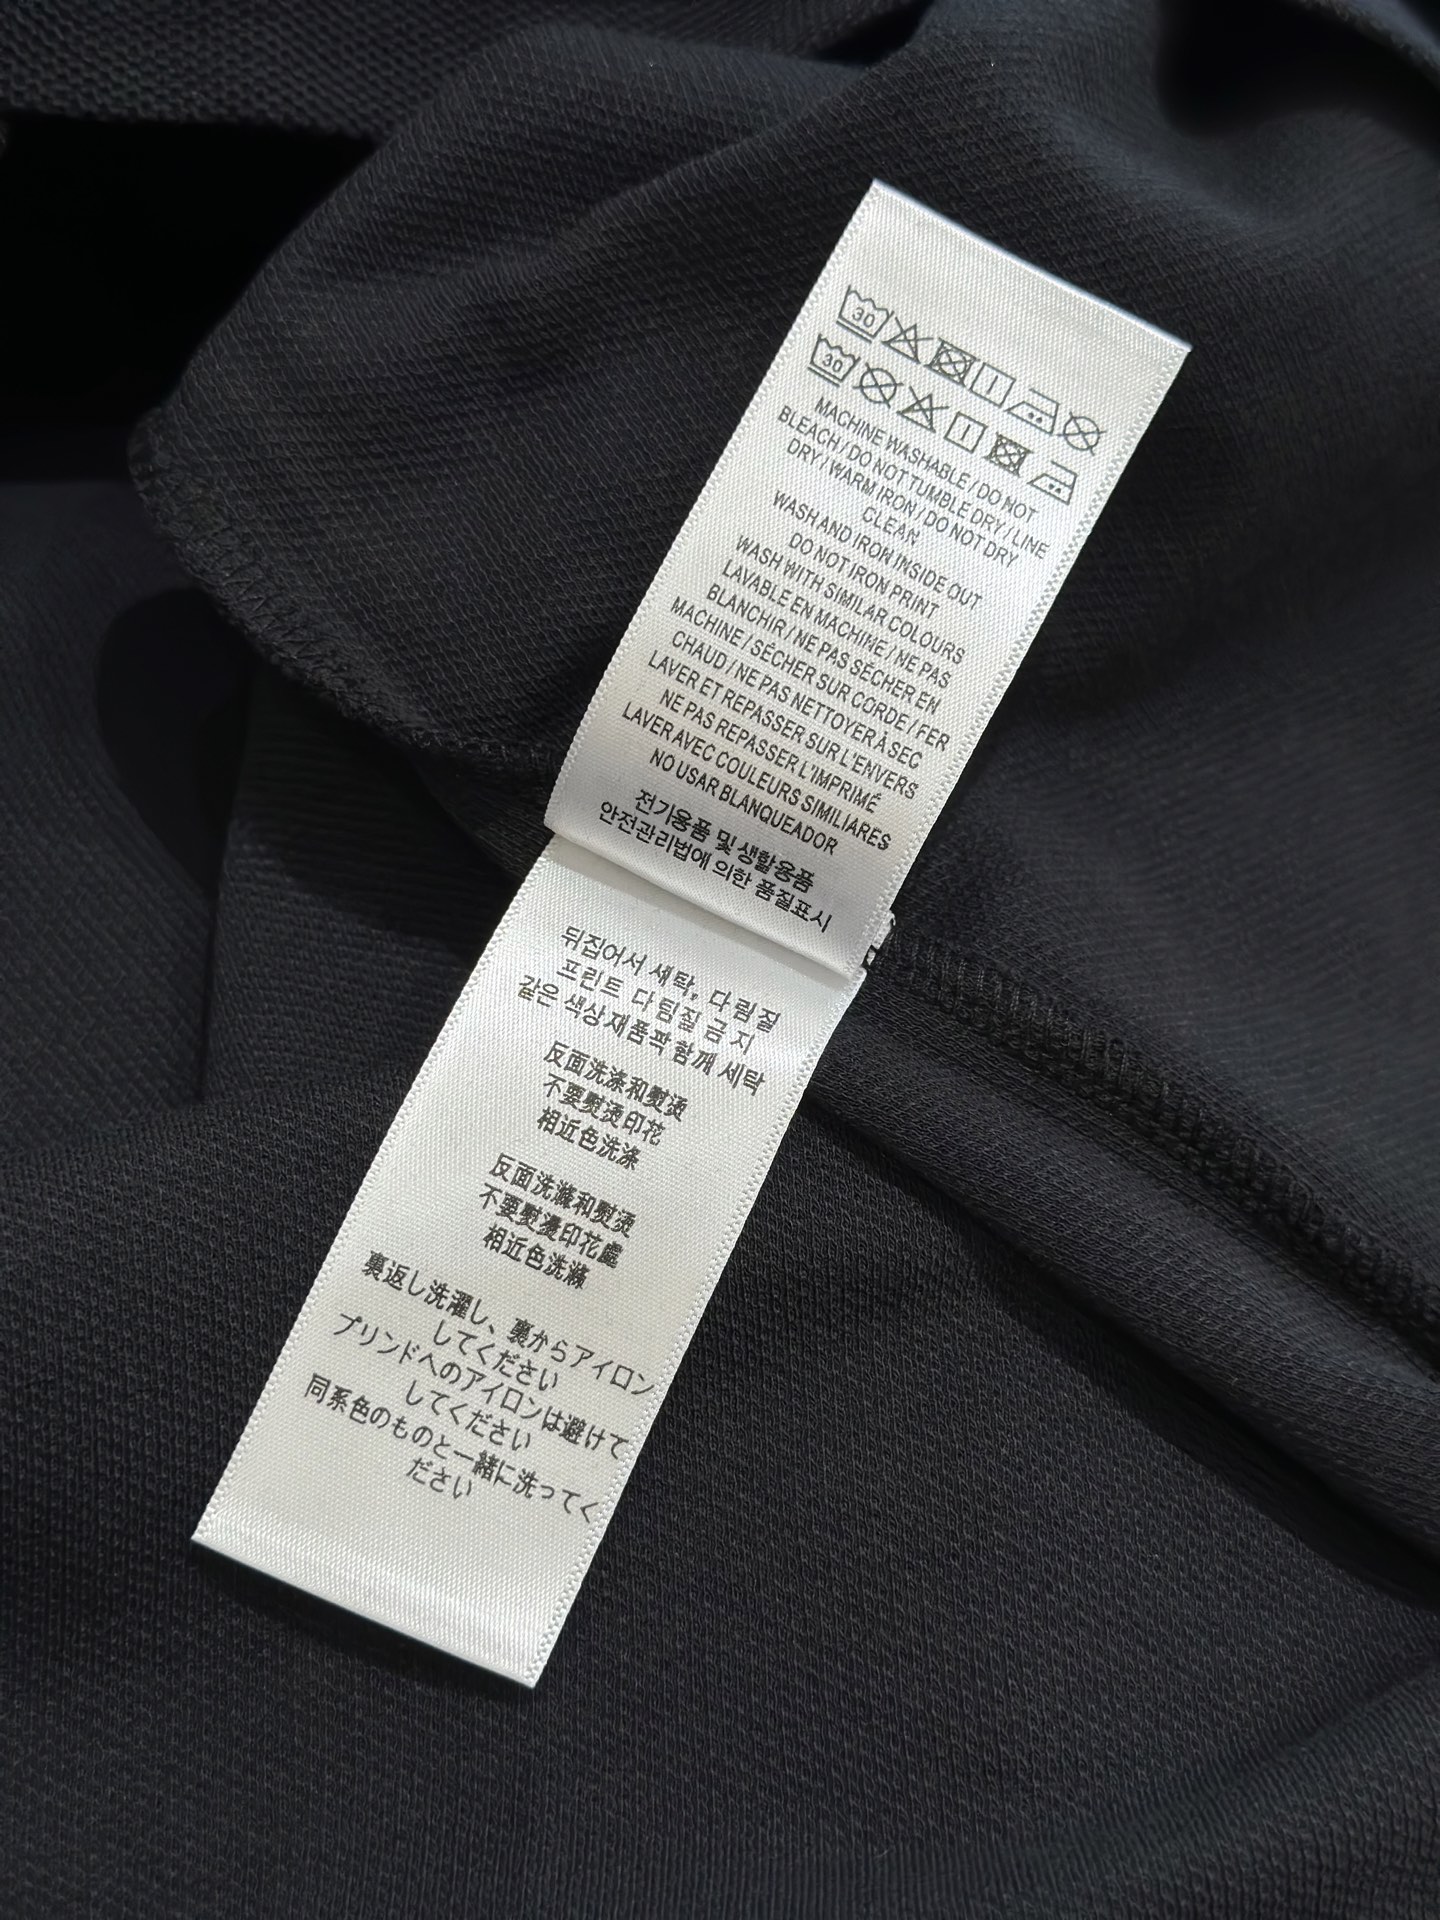 30
30
MACHINE WASHABLE / DO NOT
BLEACH / DO NOT TUMBLE DRY / LINE
DRY / WARM IRON / DO NOT DRY
CLEAN
WASH AND IRON INSIDE OUT
DO NOT IRON PRINT
WASH WITH SIMILAR COLOURS
LAVABLE EN MACHINE / NE PAS
BLANCHIR / NE PAS SÉCHER EN
MACHINE / SÉCHER SUR CORDE / FER
CHAUD / NE PAS NETTOYER À SEC
LAVER ET REPASSER SUR L'ENVERS
NE PAS REPASSER L'IMPRIMÉ
LAVER AVEC COULEURS SIMILIARES
NO USAR BLANQUEADOR
전기용품 및 생활용품
안전관리법에 의한 품질표시
뒤집어서 세탁, 다림질
프린트 다림질 금지
같은 색상제품끼 함께 세탁
反面洗涤和熨烫
不要熨烫印花
相近色洗涤
反面洗滌和熨燙
不要熨燙印花處
相近色洗滌
裏返し洗濯し、裏からアイロン
してください
プリンドへのアイロンは避けて
してください
同系色のものと一緒に洗ってく
ださい